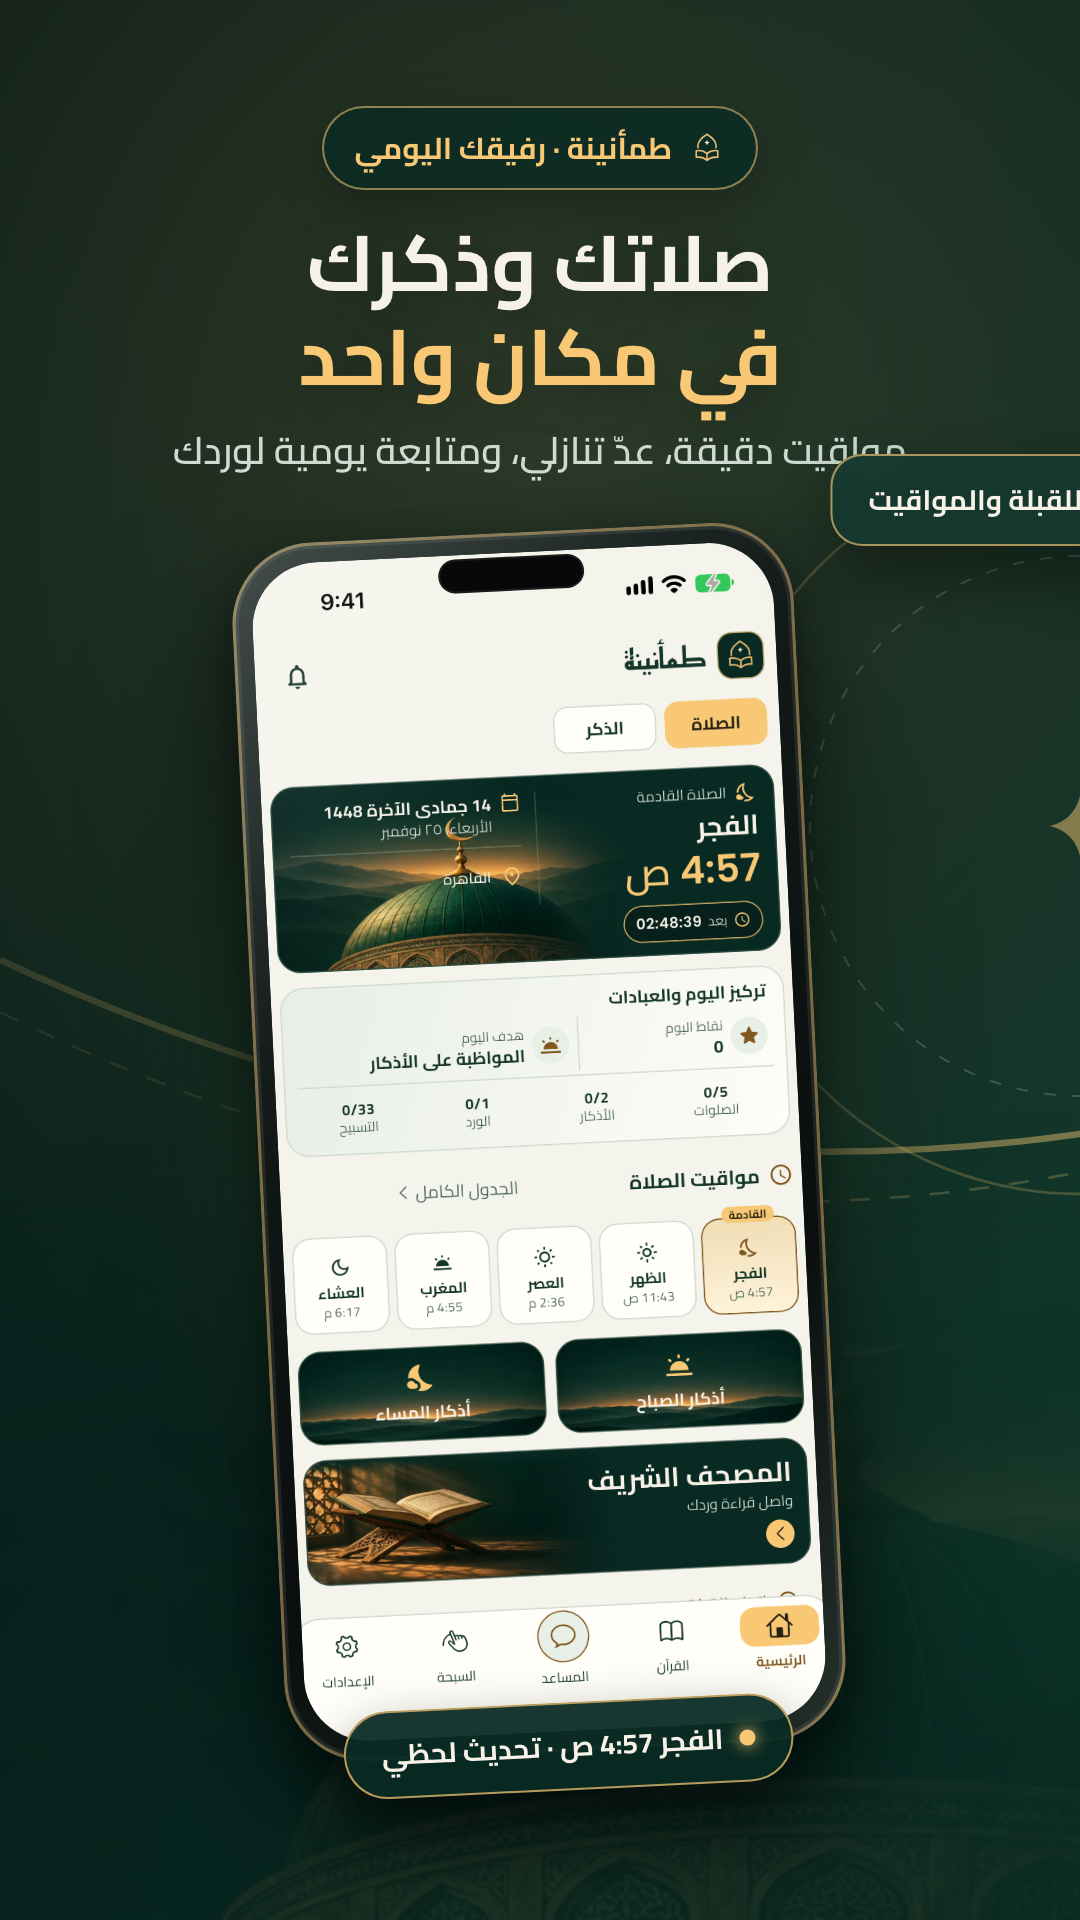 طمأنينة · رفيقك اليومي
صلاتك وذكرك
في مكان واحد
مواقيت دقيقة، عدّ تنازلي، ومتابعة يومية لوردك
للقبلة والمواقيت
9:41
طمأنينة
الصلاة
الذكر
الصلاة القادمة
الفجر
4:57 ص
بعد 02:48:39
14 جمادى الآخرة 1448
الأربعاء، ٢٥ نوفمبر
القاهرة
تركيز اليوم والعبادات
نقاط اليوم
0
هدف اليوم
المواظبة على الأذكار
0/5
الصلوات
0/2
الأذكار
0/1
الورد
0/33
التسبيح
مواقيت الصلاة
الجدول الكامل
القادمة
الفجر
4:57 ص
الظهر
11:43 ص
العصر
2:36 م
المغرب
4:55 م
العشاء
6:17 م
أذكار الصباح
أذكار المساء
المصحف الشريف
واصل قراءة وردك
الرئيسية
القرآن
المساعد
السبحة
الإعدادات
الفجر 4:57 ص · تحديث لحظي